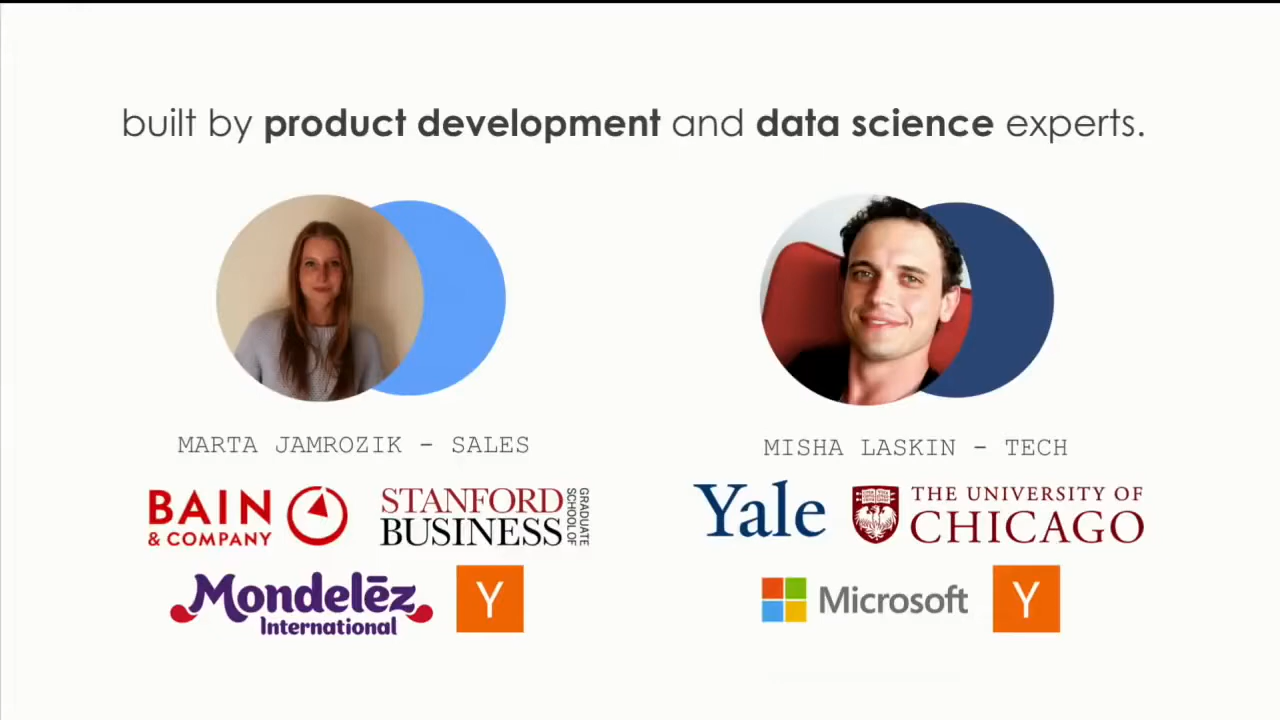 built by product development and data science experts.
MARTA JAMROZIK - SALES
BAIN
& COMPANY
STANFORD
BUSINESS
GRADUATE
SCHOOL OF
Mondelēz
International
Y
MISHA LASKIN - TECH
Yale
THE UNIVERSITY OF
CHICAGO
Microsoft
Y